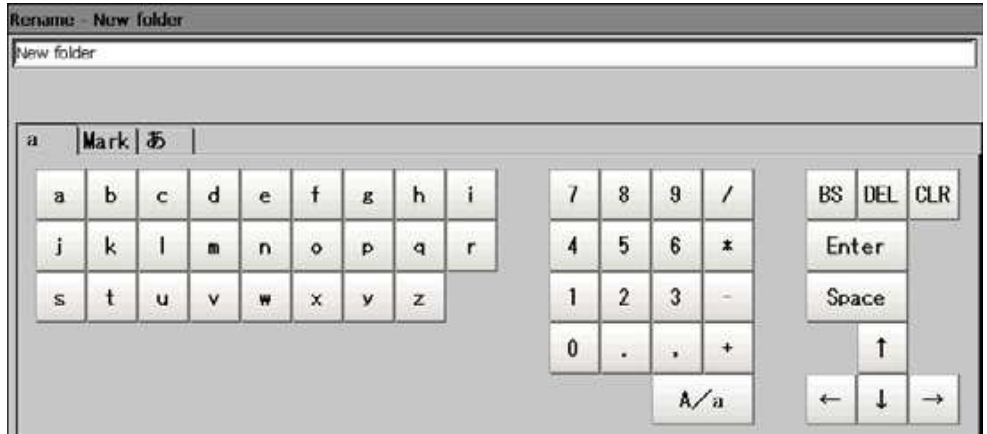 Rename - New folder
New folder
a Mark あ
a b c d e f g h i 7 8 9 / BS DEL CLR
j k l m n o p q r 4 5 6 * Enter
s t u v w x y z 1 2 3 - Space
0 . , + ↑
A/a ← ↓ →